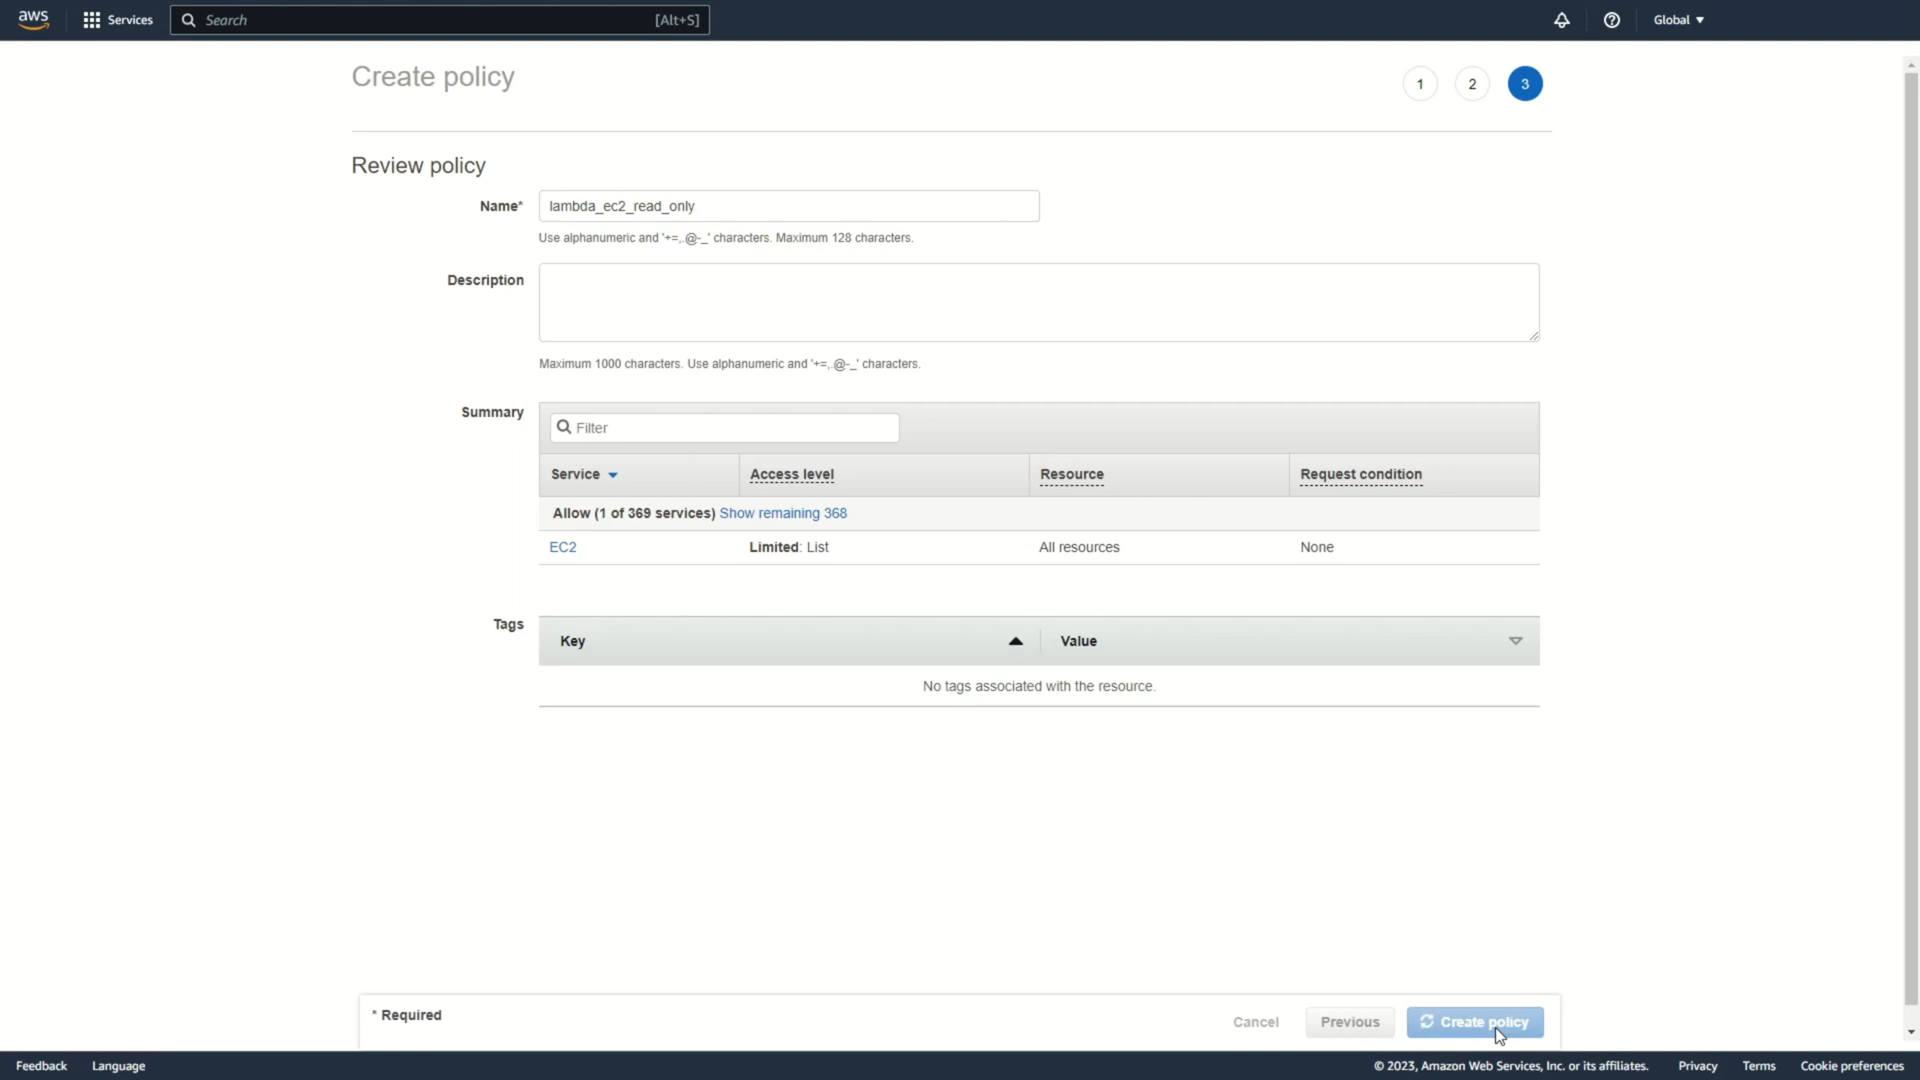 aws Services Search [Alt+S] Global ▼
Create policy 1 2 3
Review policy
Name* lambda_ec2_read_only
Use alphanumeric and '+=,.@-_' characters. Maximum 128 characters.
Description
Maximum 1000 characters. Use alphanumeric and '+=,.@-_' characters.
Summary Filter
Service Access level Resource Request condition
Allow (1 of 369 services) Show remaining 368
EC2 Limited: List All resources None
Tags Key Value
No tags associated with the resource.
* Required Cancel Previous Create policy
Feedback Language © 2023, Amazon Web Services, Inc. or its affiliates. Privacy Terms Cookie preferences